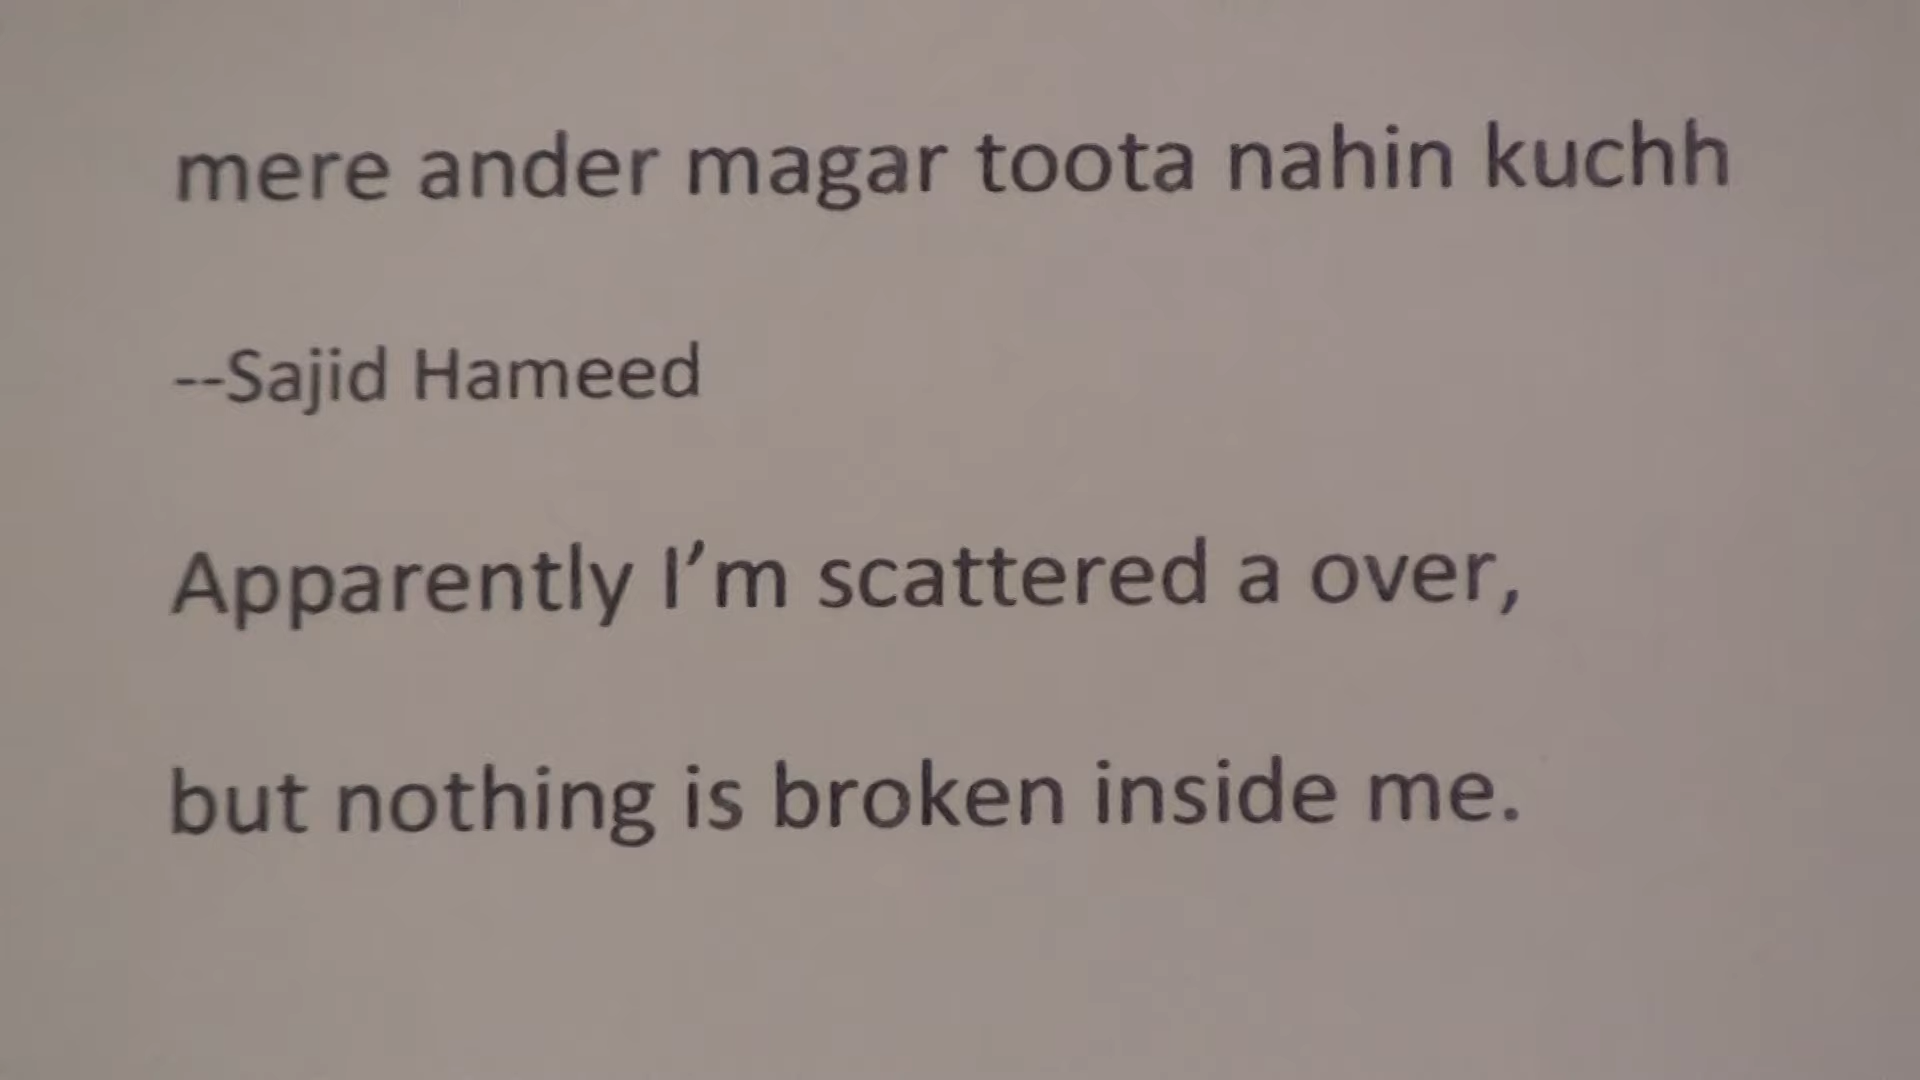 mere ander magar toota nahin kuchh
--Sajid Hameed
Apparently I’m scattered a over,
but nothing is broken inside me.